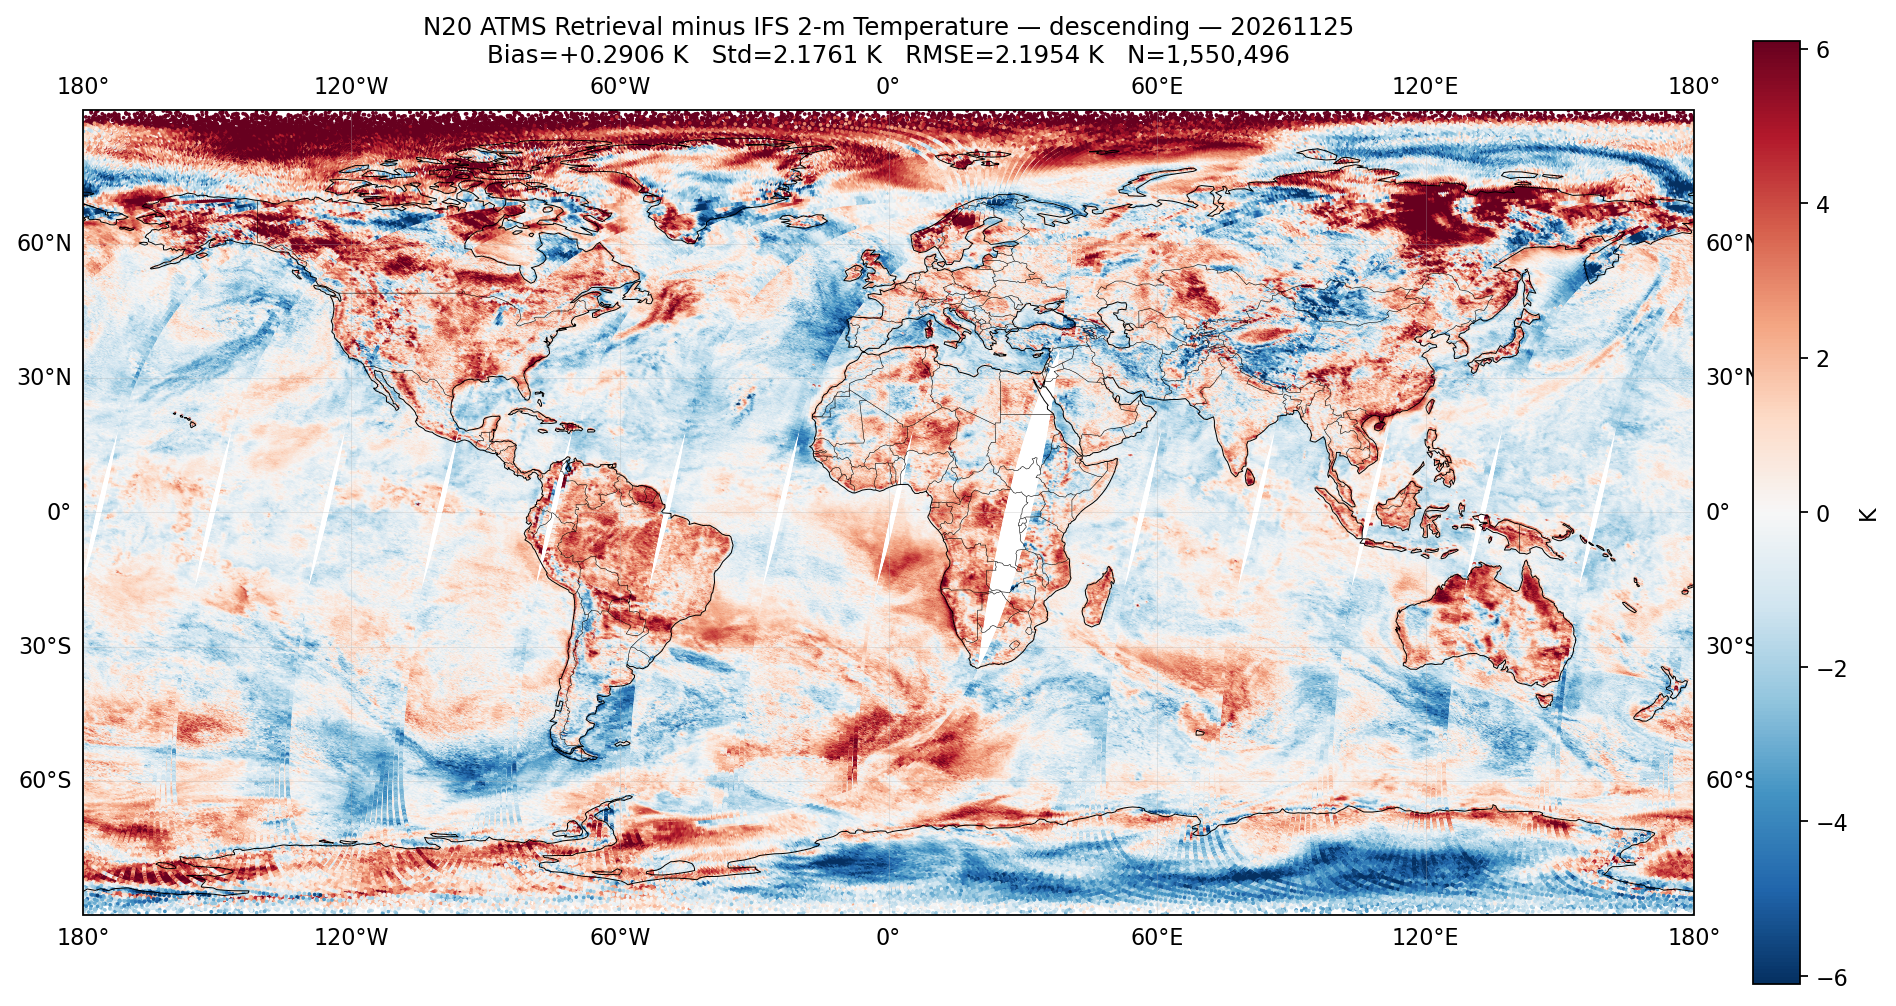 N20 ATMS Retrieval minus IFS 2-m Temperature — descending — 20261125
Bias=+0.2906 K   Std=2.1761 K   RMSE=2.1954 K   N=1,550,496
180° 120°W 60°W 0° 60°E 120°E 180°
6
60°N 60°N
4
30°N 30°N
2
0° 0°
0
K
30°S 30°S
−2
60°S 60°S
−4
180° 120°W 60°W 0° 60°E 120°E 180°
−6